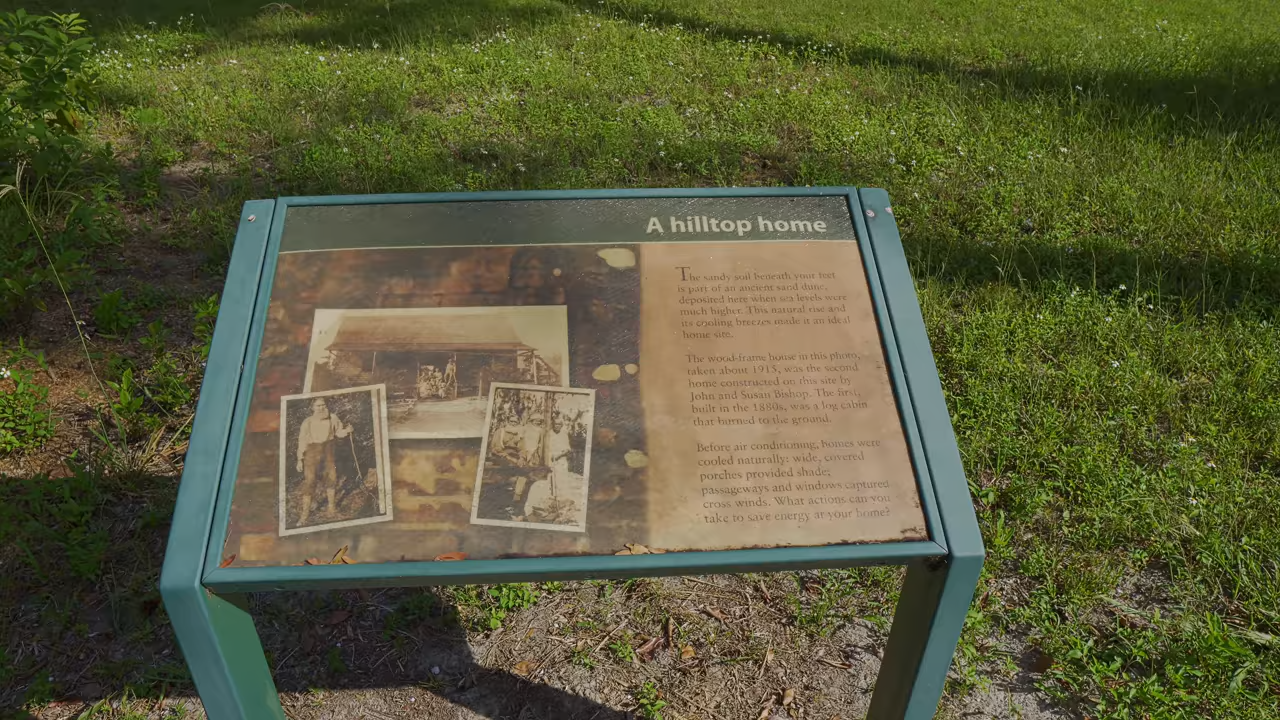 A hilltop home
The sandy soil beneath your feet
is part of an ancient sand dune,
deposited here when sea levels were
much higher. This natural rise and
its cooling breezes made it an ideal
home site.
The wood-frame house in this photo,
taken about 1915, was the second
home constructed on this site by
John and Susan Bishop. The first,
built in the 1880s, was a log cabin
that burned to the ground.
Before air conditioning, homes were
cooled naturally: wide, covered
porches provided shade;
passageways and windows captured
cross winds. What actions can you
take to save energy at your home?